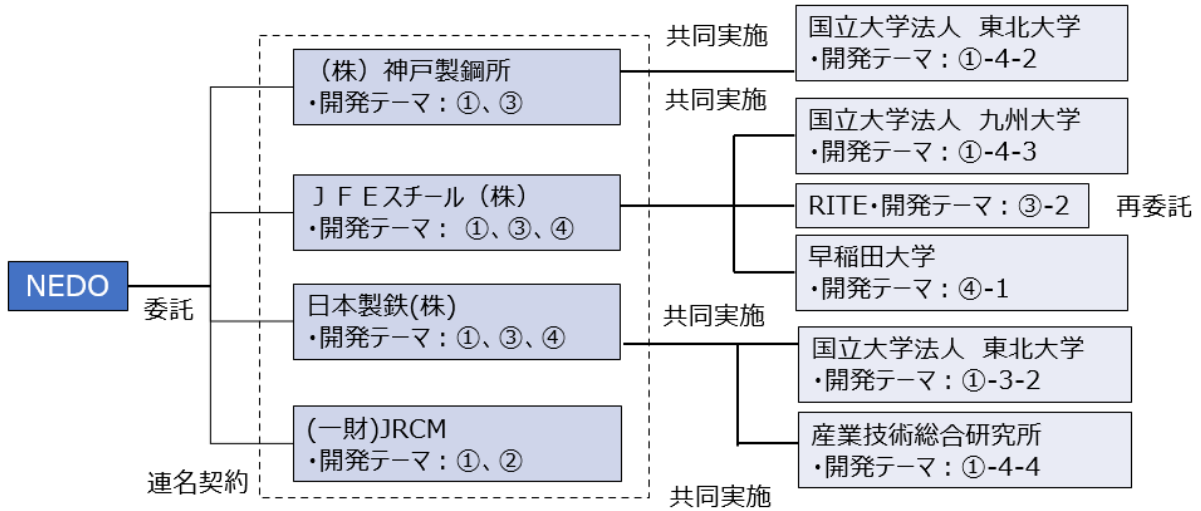 NEDO
委託
連名契約
（株）神戸製鋼所
・開発テーマ：①、③
ＪＦＥスチール（株）
・開発テーマ： ①、③、④
日本製鉄(株)
・開発テーマ：①、③、④
(一財)JRCM
・開発テーマ：①、②
共同実施
国立大学法人　東北大学
・開発テーマ：①-4-2
共同実施
国立大学法人　九州大学
・開発テーマ：①-4-3
RITE・開発テーマ：③-2
再委託
早稲田大学
・開発テーマ：④-1
共同実施
国立大学法人　東北大学
・開発テーマ：①-3-2
産業技術総合研究所
・開発テーマ：①-4-4
共同実施